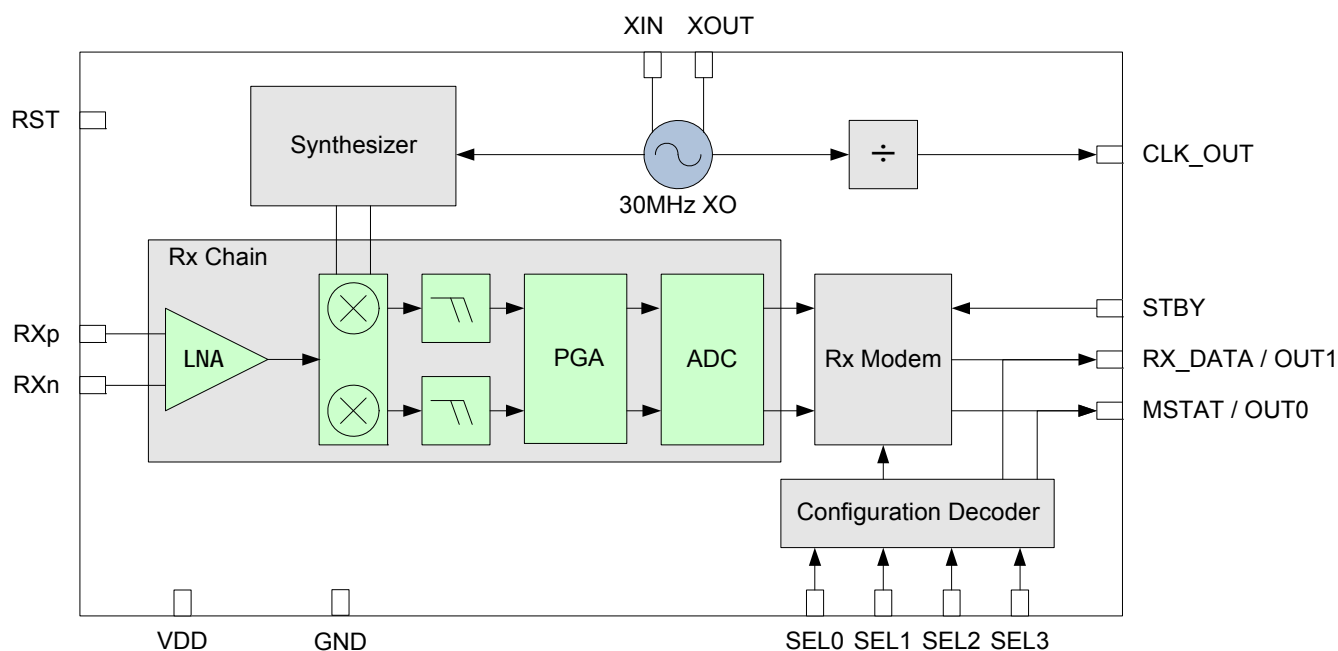 XIN XOUT
RST
Synthesizer
÷
CLK_OUT
30MHz XO
Rx Chain
RXp
RXn
LNA
PGA
ADC
Rx Modem
STBY
RX_DATA / OUT1
MSTAT / OUT0
Configuration Decoder
VDD
GND
SEL0 SEL1 SEL2 SEL3